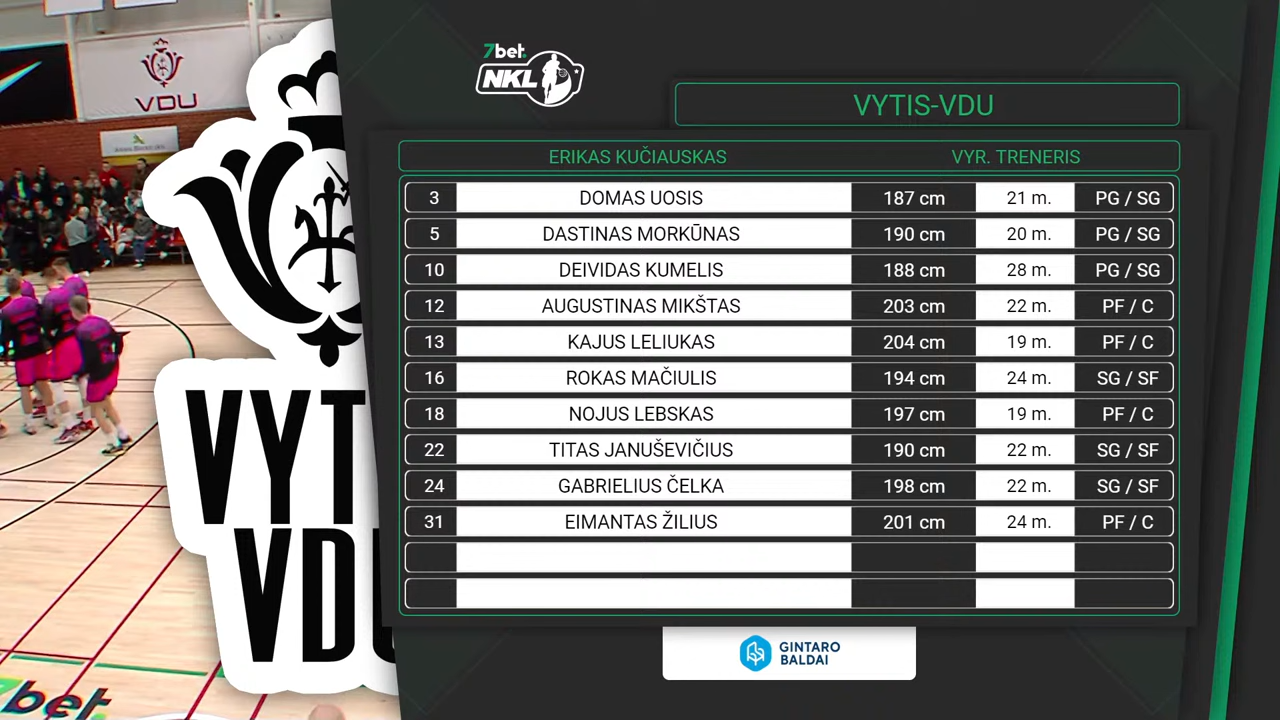 VDU
7bet.
NKL
VYTIS-VDU
ERIKAS KUČIAUSKAS VYR. TRENERIS
3 DOMAS UOSIS 187 cm 21 m. PG / SG
5 DASTINAS MORKŪNAS 190 cm 20 m. PG / SG
10 DEIVIDAS KUMELIS 188 cm 28 m. PG / SG
12 AUGUSTINAS MIKŠTAS 203 cm 22 m. PF / C
13 KAJUS LELIUKAS 204 cm 19 m. PF / C
16 ROKAS MAČIULIS 194 cm 24 m. SG / SF
18 NOJUS LEBSKAS 197 cm 19 m. PF / C
22 TITAS JANUŠEVIČIUS 190 cm 22 m. SG / SF
24 GABRIELIUS ČELKA 198 cm 22 m. SG / SF
31 EIMANTAS ŽILIUS 201 cm 24 m. PF / C
VYT
VDU
GINTARO
BALDAI
7bet.